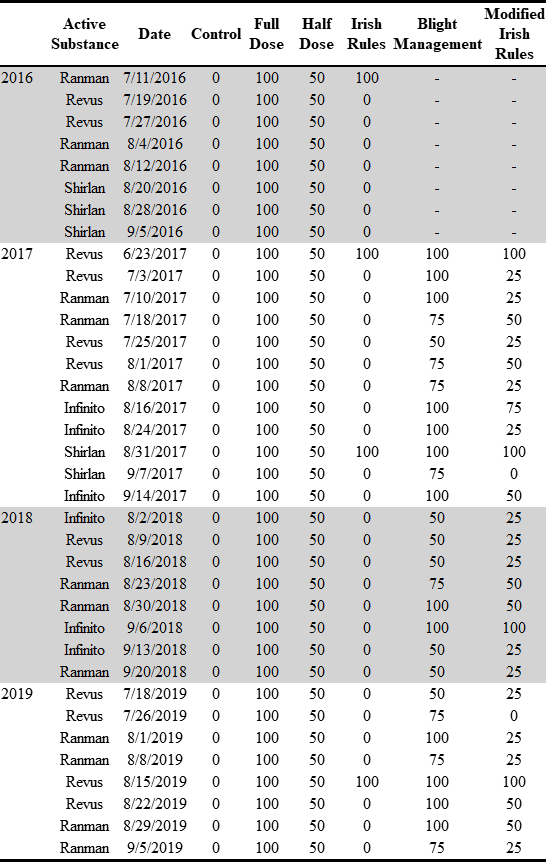 Active Substance Date Control Full Dose Half Dose Irish Rules Blight Management Modified Irish Rules
2016 Ranman 7/11/2016 0 100 50 100 - -
Revus 7/19/2016 0 100 50 0 - -
Revus 7/27/2016 0 100 50 0 - -
Ranman 8/4/2016 0 100 50 0 - -
Ranman 8/12/2016 0 100 50 0 - -
Shirlan 8/20/2016 0 100 50 0 - -
Shirlan 8/28/2016 0 100 50 0 - -
Shirlan 9/5/2016 0 100 50 0 - -
2017 Revus 6/23/2017 0 100 50 100 100 100
Revus 7/3/2017 0 100 50 0 100 25
Ranman 7/10/2017 0 100 50 0 100 25
Ranman 7/18/2017 0 100 50 0 75 50
Revus 7/25/2017 0 100 50 0 50 25
Revus 8/1/2017 0 100 50 0 75 50
Ranman 8/8/2017 0 100 50 0 75 25
Infinito 8/16/2017 0 100 50 0 100 75
Infinito 8/24/2017 0 100 50 0 100 25
Shirlan 8/31/2017 0 100 50 100 100 100
Shirlan 9/7/2017 0 100 50 0 75 0
Infinito 9/14/2017 0 100 50 0 100 50
2018 Infinito 8/2/2018 0 100 50 0 50 25
Revus 8/9/2018 0 100 50 0 50 25
Revus 8/16/2018 0 100 50 0 50 25
Ranman 8/23/2018 0 100 50 0 75 50
Ranman 8/30/2018 0 100 50 0 100 50
Infinito 9/6/2018 0 100 50 0 100 100
Infinito 9/13/2018 0 100 50 0 50 25
Ranman 9/20/2018 0 100 50 0 50 25
2019 Revus 7/18/2019 0 100 50 0 50 25
Revus 7/26/2019 0 100 50 0 75 0
Ranman 8/1/2019 0 100 50 0 100 25
Ranman 8/8/2019 0 100 50 0 75 25
Revus 8/15/2019 0 100 50 100 100 100
Revus 8/22/2019 0 100 50 0 100 50
Ranman 8/29/2019 0 100 50 0 100 50
Ranman 9/5/2019 0 100 50 0 75 25